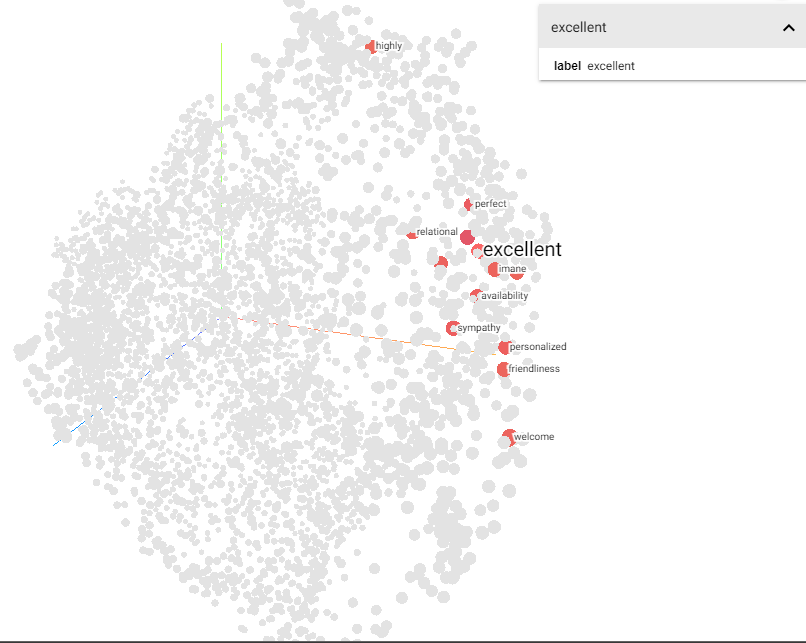 excellent
label excellent
highly
perfect
relational
excellent
imane
availability
sympathy
personalized
friendliness
welcome